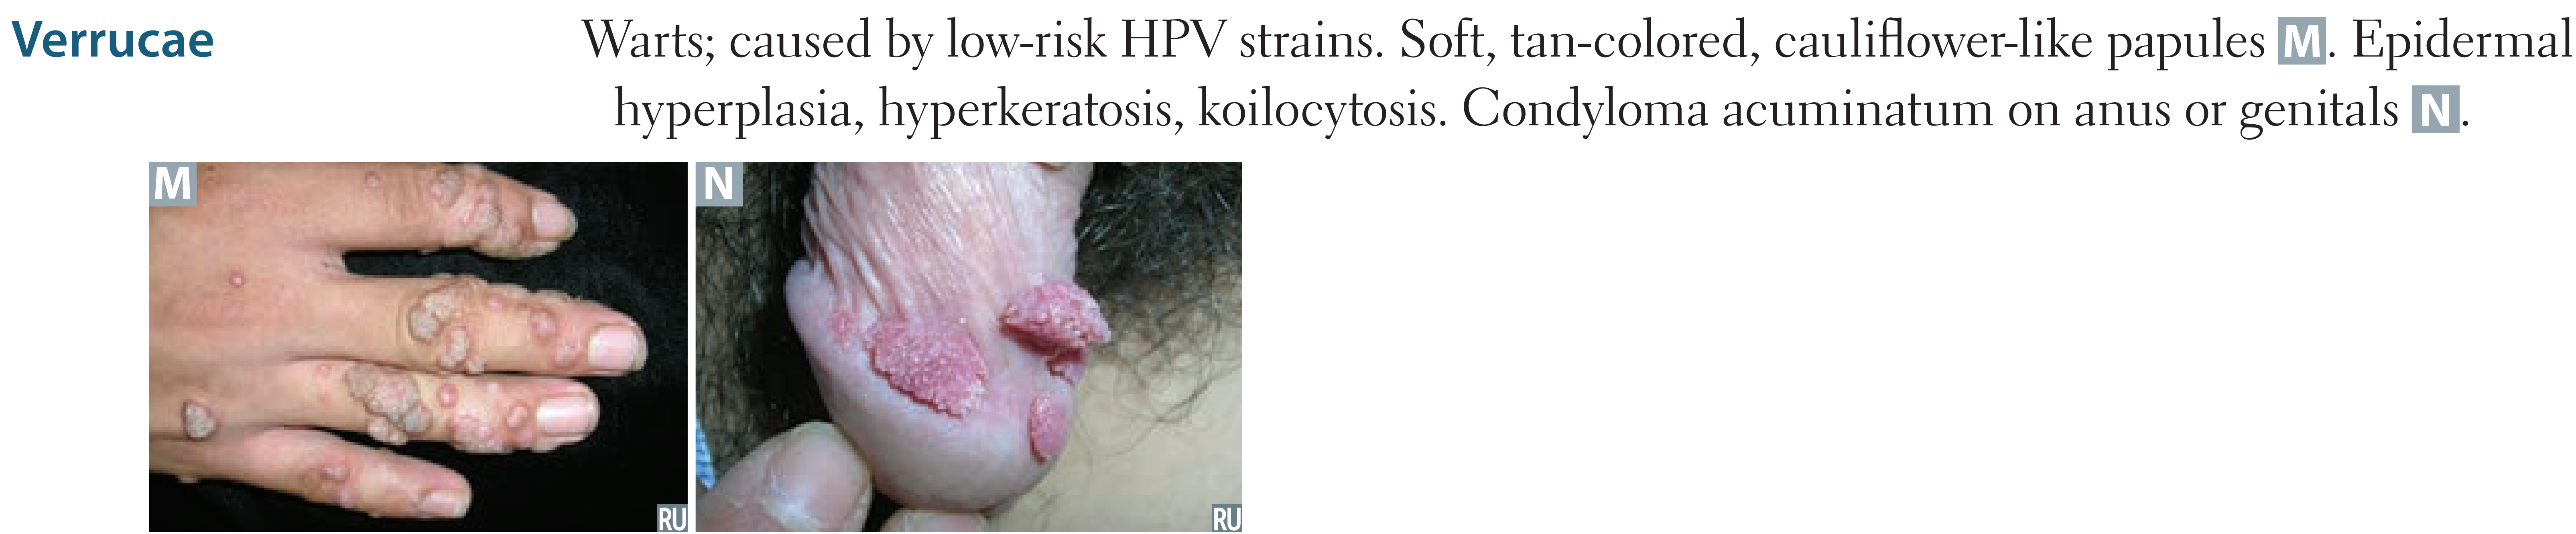 Verrucae
Warts; caused by low-risk HPV strains. Soft, tan-colored, cauliflower-like papules M. Epidermal
hyperplasia, hyperkeratosis, koilocytosis. Condyloma acuminatum on anus or genitals N.
M
N
RU
RU